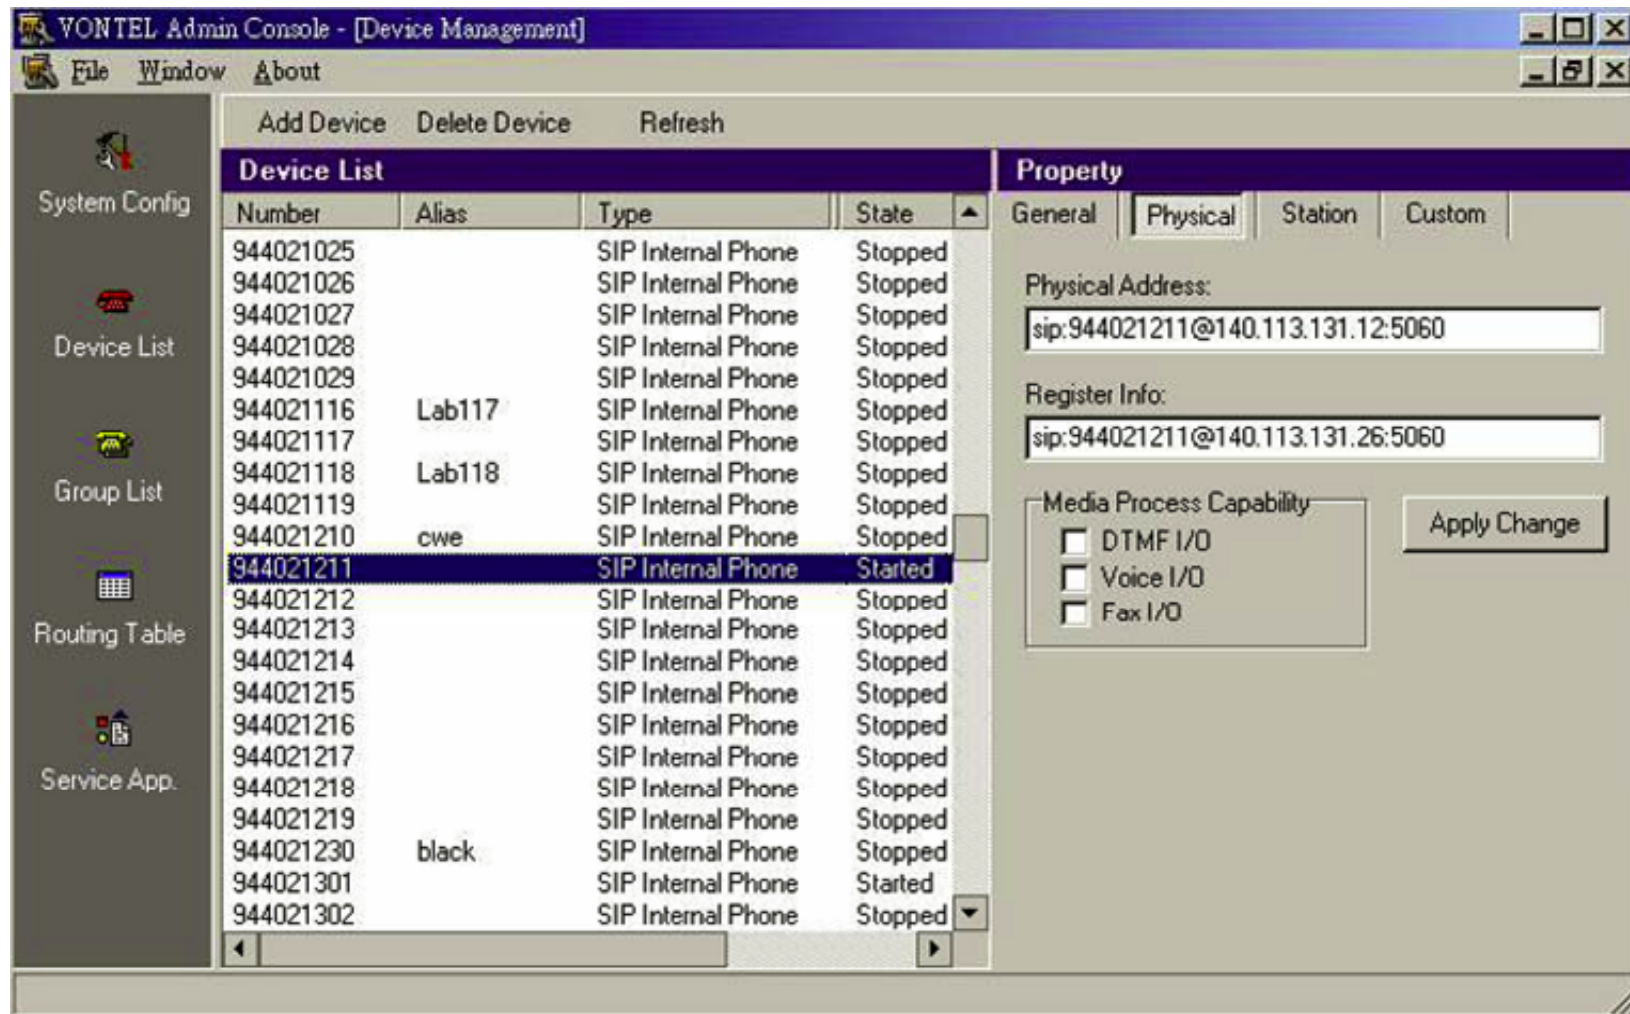 VONTEL Admin Console - [Device Management]
File Window About
Add Device Delete Device Refresh
System Config
Device List
Group List
Routing Table
Service App.
Device List
Number Alias Type State
944021025 SIP Internal Phone Stopped
944021026 SIP Internal Phone Stopped
944021027 SIP Internal Phone Stopped
944021028 SIP Internal Phone Stopped
944021029 SIP Internal Phone Stopped
944021116 Lab117 SIP Internal Phone Stopped
944021117 SIP Internal Phone Stopped
944021118 Lab118 SIP Internal Phone Stopped
944021119 SIP Internal Phone Stopped
944021210 cwe SIP Internal Phone Stopped
944021211 SIP Internal Phone Started
944021212 SIP Internal Phone Stopped
944021213 SIP Internal Phone Stopped
944021214 SIP Internal Phone Stopped
944021215 SIP Internal Phone Stopped
944021216 SIP Internal Phone Stopped
944021217 SIP Internal Phone Stopped
944021218 SIP Internal Phone Stopped
944021219 SIP Internal Phone Stopped
944021230 black SIP Internal Phone Stopped
944021301 SIP Internal Phone Started
944021302 SIP Internal Phone Stopped
Property
General Physical Station Custom
Physical Address:
sip:944021211@140.113.131.12:5060
Register Info:
sip:944021211@140.113.131.26:5060
Media Process Capability
DTMF I/O
Voice I/O
Fax I/O
Apply Change